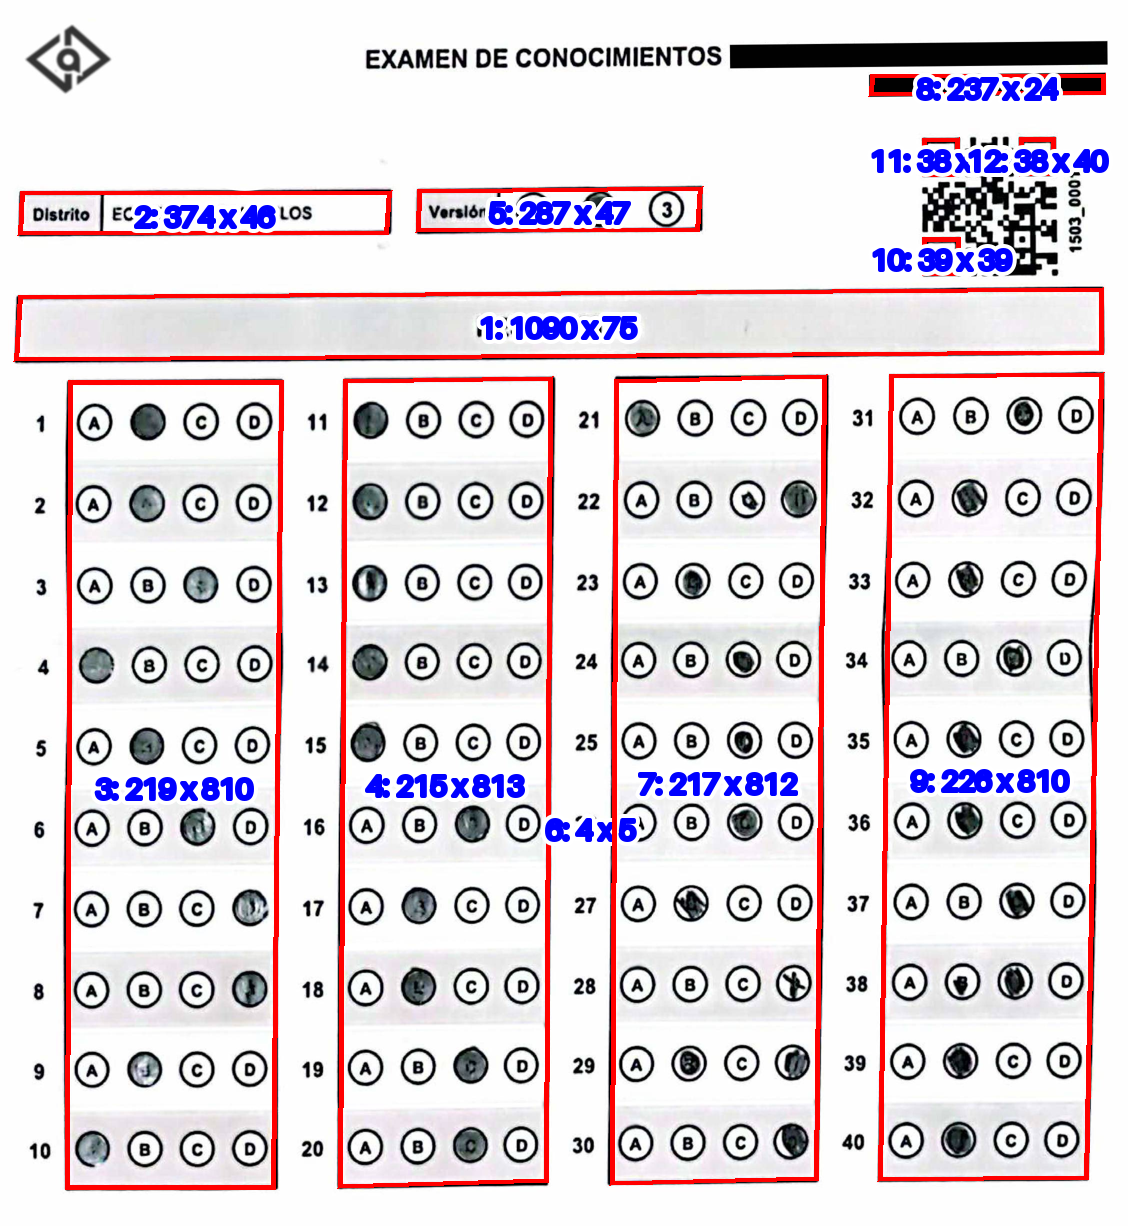 EXAMEN DE CONOCIMIENTOS
8: 237 x 24
11: 38 x 12: 38 x 40
Distrito EC 2: 374 x 46 LOS
Versión 5: 287 x 47 3
1503_000
10: 39 x 39
1: 1090 x 75
1 A C D 11 B C D 21 B C D 31 A B D
2 A C D 12 B C D 22 A B 32 A C D
3 A B D 13 B C D 23 A C D 33 A C D
4 B C D 14 B C D 24 A B D 34 A B D
5 A C D 15 B C D 25 A B D 35 A C D
3: 219 x 810 4: 215 x 813 7: 217 x 812 9: 226 x 810
6 A B D 16 A B D 6: 4 x 5 B D 36 A C D
7 A B C 17 A C D 27 A C D 37 A B D
8 A B C 18 A C D 28 A B C 38 A B D
9 A C D 19 A B C D 29 A B C 39 A C D
10 B C D 20 A B C D 30 A B C 40 A C D